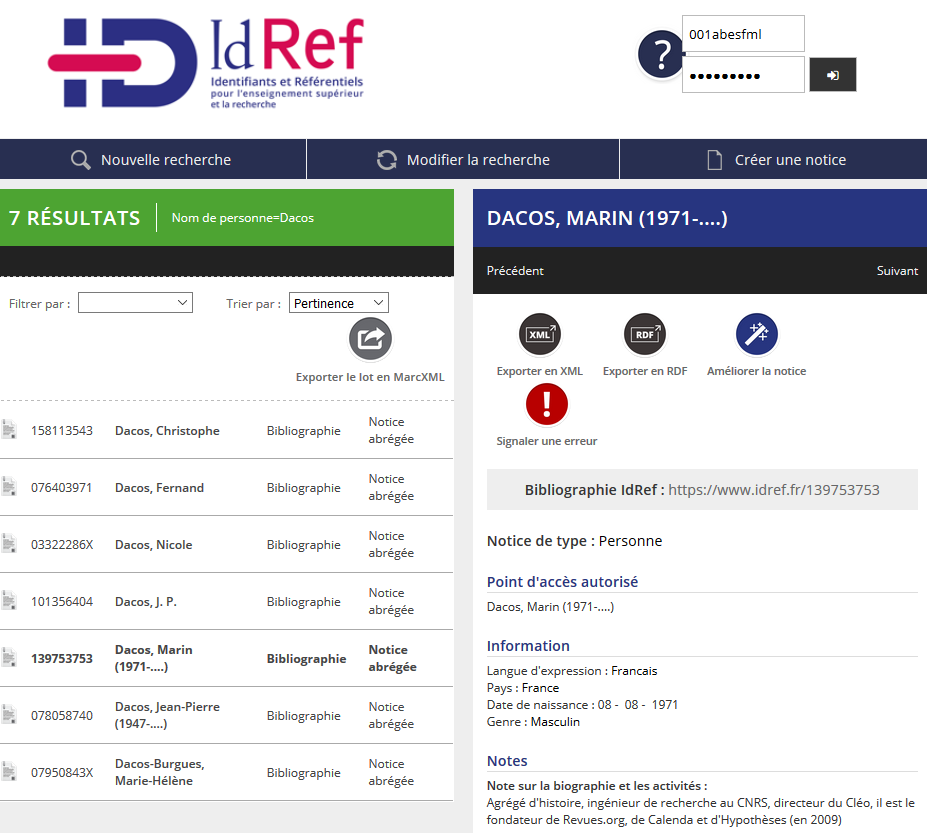 IdRef
Identifiants et Référentiels
pour l'enseignement supérieur
et la recherche
?
001abesfml
•••••••••
Nouvelle recherche
Modifier la recherche
Créer une notice
7 RÉSULTATS
Nom de personne=Dacos
Filtrer par :
Trier par : Pertinence
Exporter le lot en MarcXML
158113543 Dacos, Christophe Bibliographie Notice
abrégée
076403971 Dacos, Fernand Bibliographie Notice
abrégée
03322286X Dacos, Nicole Bibliographie Notice
abrégée
101356404 Dacos, J. P. Bibliographie Notice
abrégée
139753753 Dacos, Marin Bibliographie Notice
(1971-....) abrégée
078058740 Dacos, Jean-Pierre Bibliographie Notice
(1947-....) abrégée
07950843X Dacos-Burgues, Bibliographie Notice
Marie-Hélène abrégée
DACOS, MARIN (1971-....)
Précédent
Suivant
XML
RDF
Exporter en XML
Exporter en RDF
Améliorer la notice
!
Signaler une erreur
Bibliographie IdRef : https://www.idref.fr/139753753
Notice de type : Personne
Point d'accès autorisé
Dacos, Marin (1971-....)
Information
Langue d'expression : Francais
Pays : France
Date de naissance : 08 - 08 - 1971
Genre : Masculin
Notes
Note sur la biographie et les activités :
Agrégé d'histoire, ingénieur de recherche au CNRS, directeur du Cléo, il est le
fondateur de Revues.org, de Calenda et d'Hypothèses (en 2009)